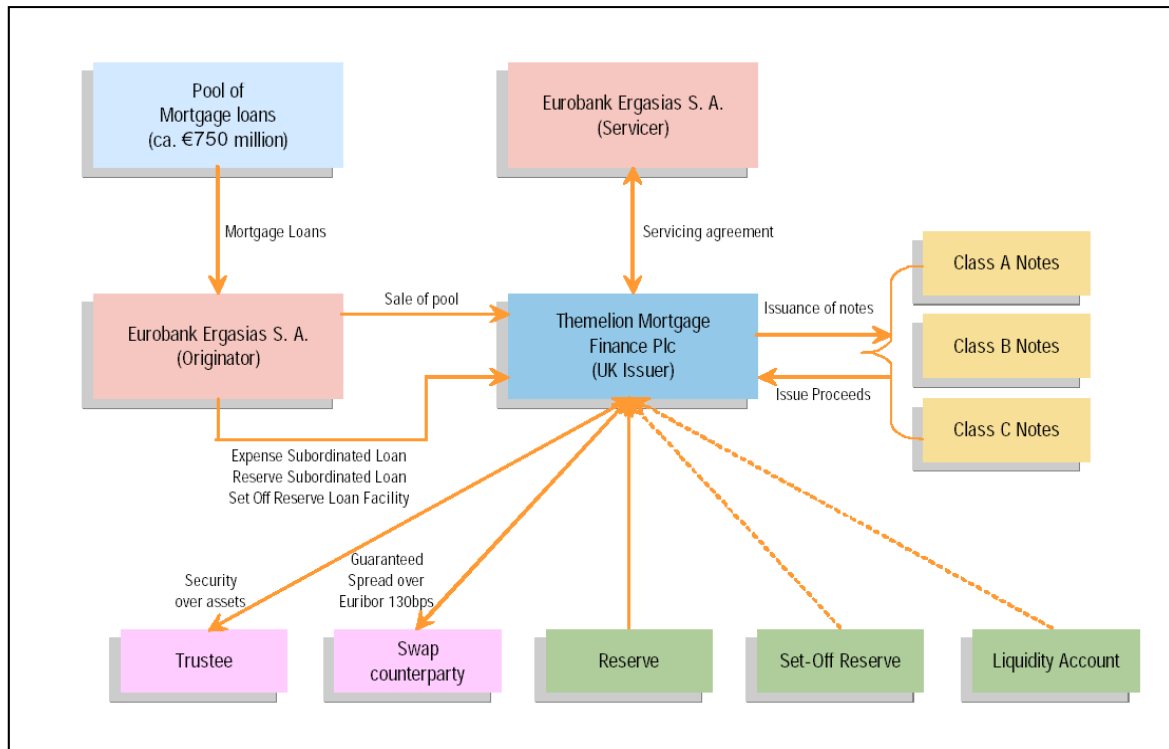 Pool of
Mortgage loans
(ca. €750 million)
Eurobank Ergasias S. A.
(Servicer)
Mortgage Loans
Servicing agreement
Class A Notes
Sale of pool
Issuance of notes
Eurobank Ergasias S. A.
(Originator)
Themelion Mortgage
Finance Plc
(UK Issuer)
Class B Notes
Issue Proceeds
Class C Notes
Expense Subordinated Loan
Reserve Subordinated Loan
Set Off Reserve Loan Facility
Security
over assets
Guaranteed
Spread over
Euribor 130bps
Trustee
Swap
counterparty
Reserve
Set-Off Reserve
Liquidity Account